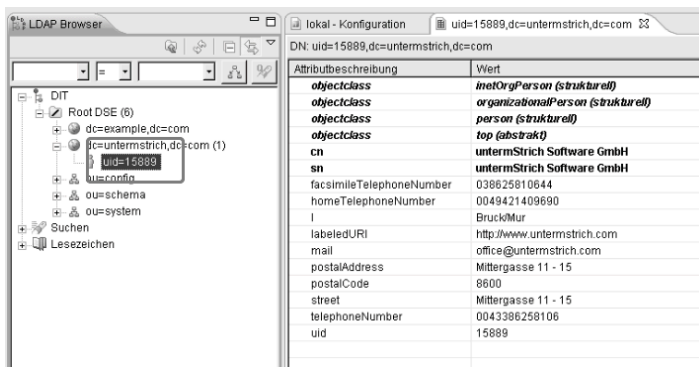 LDAP Browser
DIT
Root DSE (6)
dc=example,dc=com
dc=untermstrich,dc=com (1)
uid=15889
ou=config
ou=schema
ou=system
Suchen
Lesezeichen
lokal - Konfiguration
uid=15889,dc=untermstrich,dc=com
DN: uid=15889,dc=untermstrich,dc=com
Attributbeschreibung Wert
objectclass inetOrgPerson (strukturell)
objectclass organizationalPerson (strukturell)
objectclass person (strukturell)
objectclass top (abstrakt)
cn untermStrich Software GmbH
sn untermStrich Software GmbH
facsimileTelephoneNumber 038625810644
homeTelephoneNumber 0049421409690
l Bruck/Mur
labeledURI http://www.untermstrich.com
mail office@untermstrich.com
postalAddress Mittergasse 11 - 15
postalCode 8600
street Mittergasse 11 - 15
telephoneNumber 0043386258106
uid 15889